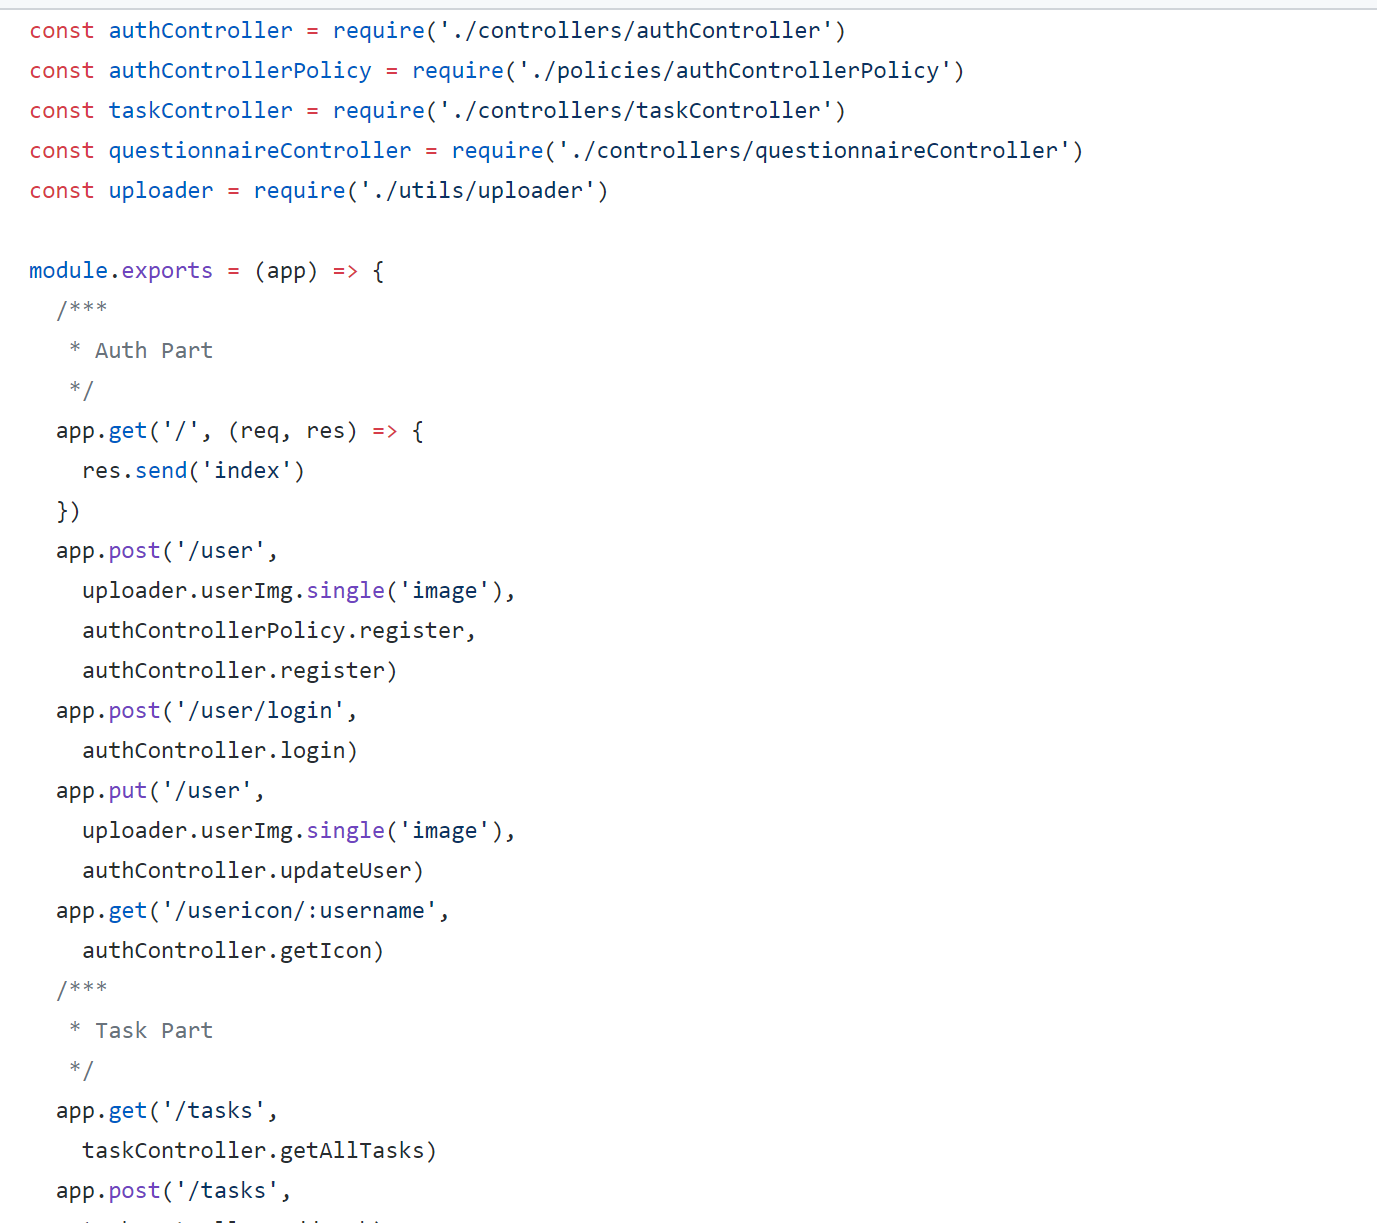 const authController = require('./controllers/authController')
const authControllerPolicy = require('./policies/authControllerPolicy')
const taskController = require('./controllers/taskController')
const questionnaireController = require('./controllers/questionnaireController')
const uploader = require('./utils/uploader')

module.exports = (app) => {
  /***
   * Auth Part
   */
  app.get('/', (req, res) => {
    res.send('index')
  })
  app.post('/user',
    uploader.userImg.single('image'),
    authControllerPolicy.register,
    authController.register)
  app.post('/user/login',
    authController.login)
  app.put('/user',
    uploader.userImg.single('image'),
    authController.updateUser)
  app.get('/usericon/:username',
    authController.getIcon)
  /***
   * Task Part
   */
  app.get('/tasks',
    taskController.getAllTasks)
  app.post('/tasks',